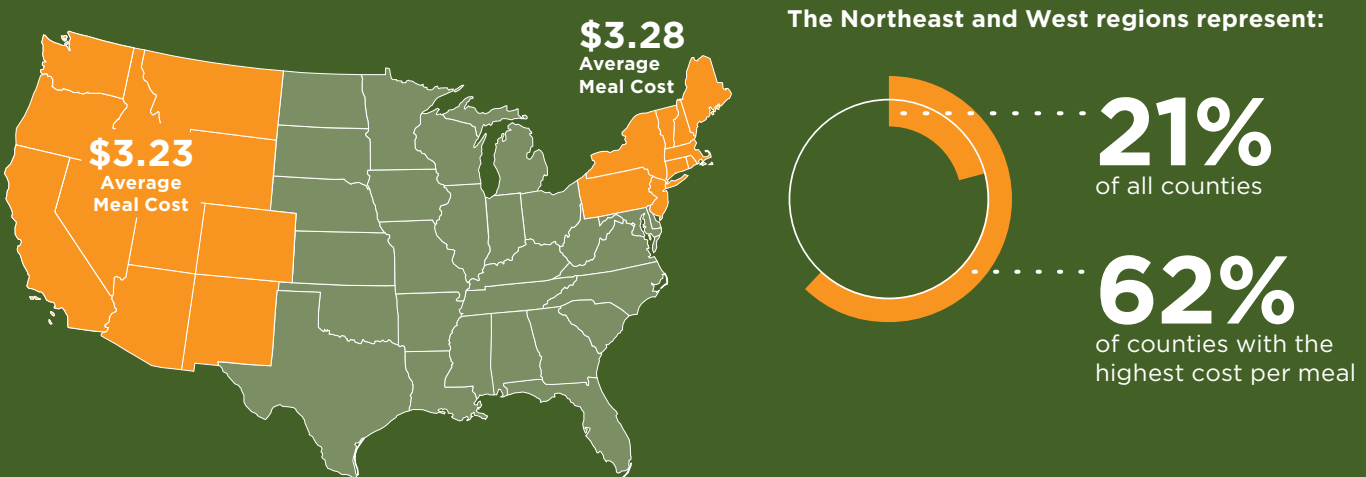 $3.23
Average
Meal Cost
$3.28
Average
Meal Cost
The Northeast and West regions represent:
21%
of all counties
62%
of counties with the
highest cost per meal